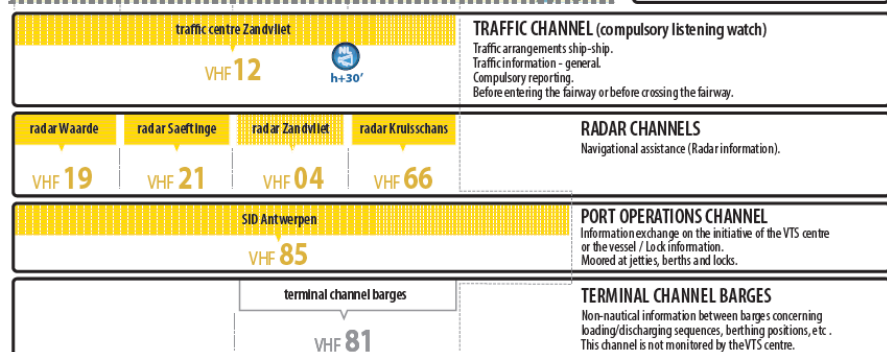 traffic centre Zandvliet
VHF 12
NL
h+30'
TRAFFIC CHANNEL (compulsory listening watch)
Traffic arrangements ship-ship.
Traffic information - general.
Compulsory reporting.
Before entering the fairway or before crossing the fairway.
radar Waarde
VHF 19
radar Saeftinge
VHF 21
radar Zandvliet
VHF 04
radar Kruisschans
VHF 66
RADAR CHANNELS
Navigational assistance (Radar information).
SID Antwerpen
VHF 85
PORT OPERATIONS CHANNEL
Information exchange on the initiative of the VTS centre
or the vessel / Lock information.
Moored at jetties, berths and locks.
terminal channel barges
VHF 81
TERMINAL CHANNEL BARGES
Non-nautical information between barges concerning
loading/discharging sequences, berthing positions, etc .
This channel is not monitored by the VTS centre.